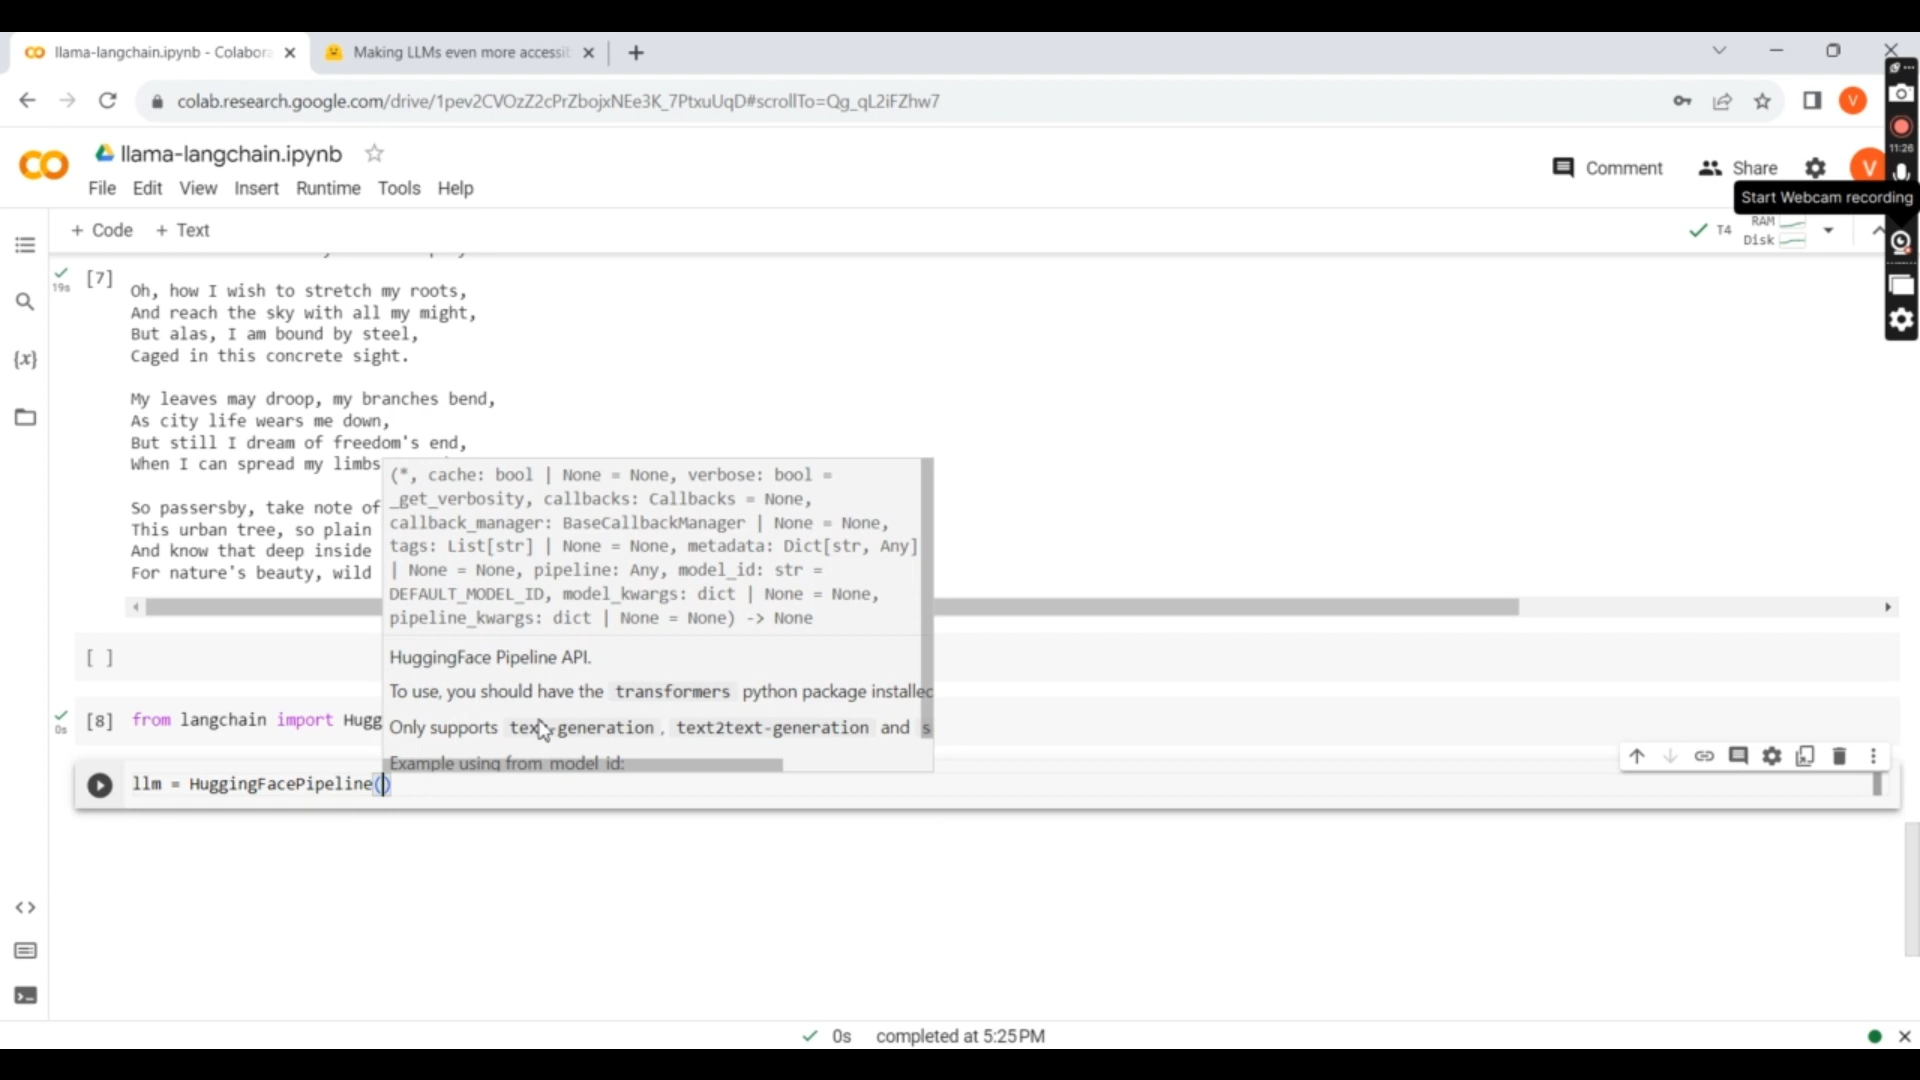 llama-langchain.ipynb - Colabora
Making LLMs even more accessib
colab.research.google.com/drive/1pev2CVOzZ2cPrZbojxNEe3K_7PtxuUqD#scrollTo=Qg_qL2iFZhw7
V
11:26
llama-langchain.ipynb
File Edit View Insert Runtime Tools Help
Comment
Share
V
Start Webcam recording
+ Code + Text
T4
RAM
Disk
19s
[7]
Oh, how I wish to stretch my roots,
And reach the sky with all my might,
But alas, I am bound by steel,
Caged in this concrete sight.
My leaves may droop, my branches bend,
As city life wears me down,
But still I dream of freedom's end,
When I can spread my limbs
So passersby, take note of
This urban tree, so plain
And know that deep inside
For nature's beauty, wild
(*, cache: bool | None = None, verbose: bool =
_get_verbosity, callbacks: Callbacks = None,
callback_manager: BaseCallbackManager | None = None,
tags: List[str] | None = None, metadata: Dict[str, Any]
| None = None, pipeline: Any, model_id: str =
DEFAULT_MODEL_ID, model_kwargs: dict | None = None,
pipeline_kwargs: dict | None = None) -> None
HuggingFace Pipeline API.
To use, you should have the transformers python package installed
Only supports text-generation, text2text-generation and s
Example using from model id:
[ ]
0s
[8] from langchain import Hugg
llm = HuggingFacePipeline()
0s completed at 5:25 PM